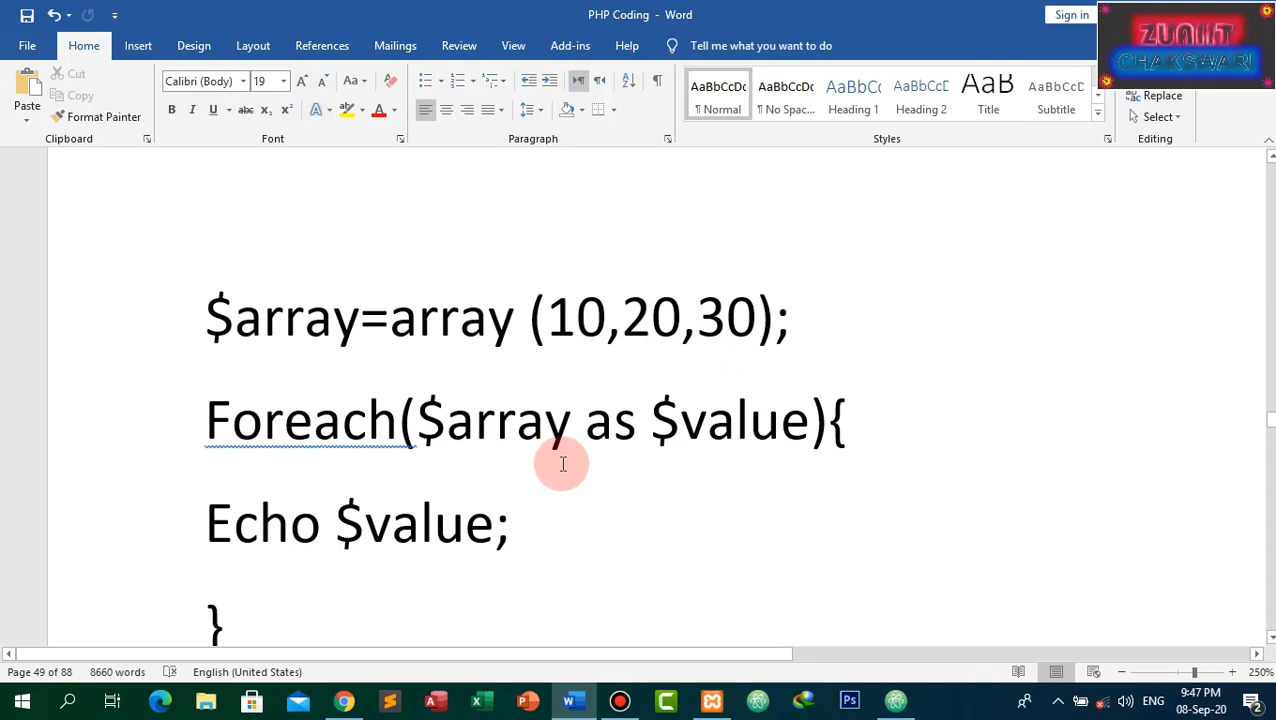 PHP Coding - Word
Sign in
ZUNIIT
CHAKSWARI
File Home Insert Design Layout References Mailings Review View Add-ins Help Tell me what you want to do
Paste
Cut
Copy
Format Painter
Clipboard
Calibri (Body) 19
Font
Paragraph
AaBbCcDc AaBbCcDc AaBbC AaBbCcD AaB AaBbCcD
¶ Normal ¶ No Spac... Heading 1 Heading 2 Title Subtitle
Styles
Replace
Select
Editing
$array=array (10,20,30);
Foreach($array as $value){
Echo $value;
}
Page 49 of 88 8660 words English (United States) 250%
ENG 9:47 PM
08-Sep-20